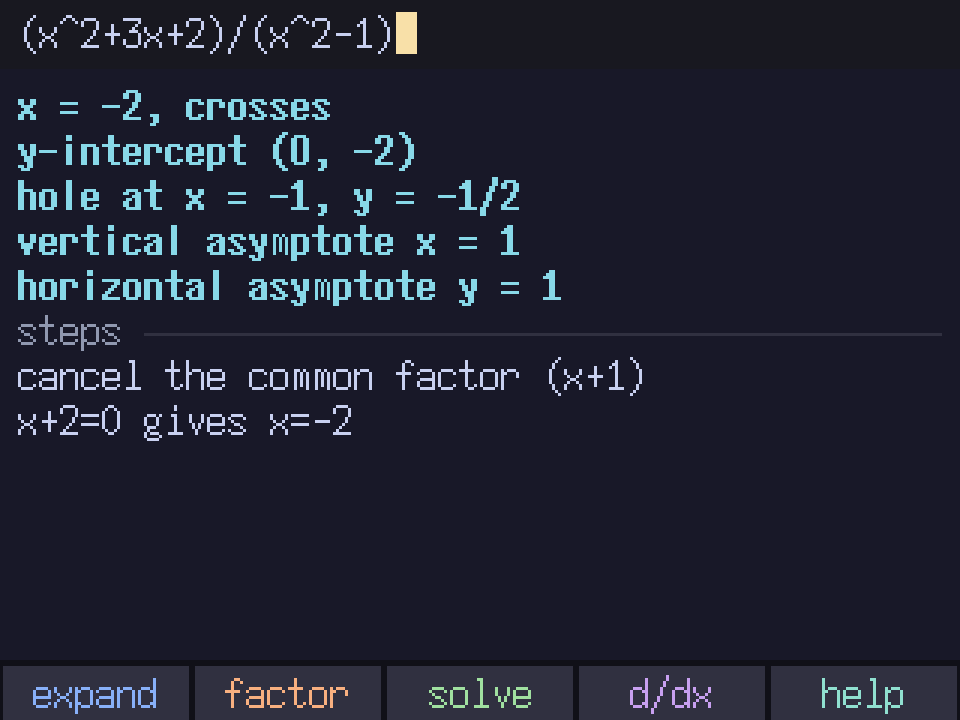 (x^2+3x+2)/(x^2-1)
x = -2, crosses
y-intercept (0, -2)
hole at x = -1, y = -1/2
vertical asymptote x = 1
horizontal asymptote y = 1
steps
cancel the common factor (x+1)
x+2=0 gives x=-2
expand factor solve d/dx help